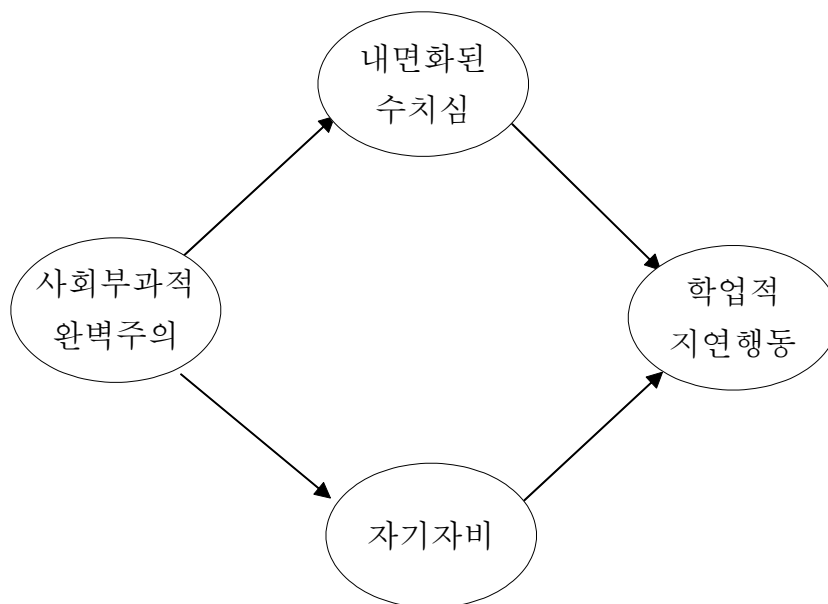 내면화된
수치심
사회부과적
완벽주의
학업적
지연행동
자기자비